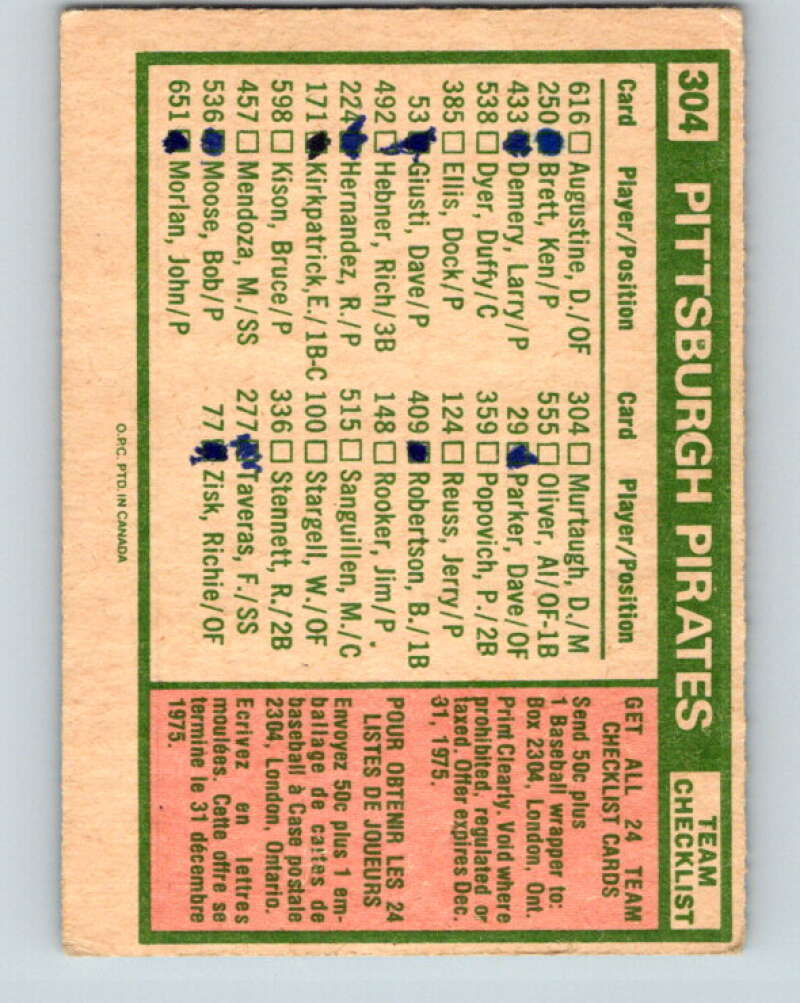 304 PITTSBURGH PIRATES TEAM CHECKLIST
Card Player/Position Card Player/Position
616 Augustine, D./OF 304 Murtaugh, D./M
250 Brett, Ken/P 555 Oliver, Al/OF-1B
433 Demery, Larry/P 29 Parker, Dave/OF
538 Dyer, Duffy/C 359 Popovich, P./2B
385 Ellis, Dock/P 124 Reuss, Jerry/P
53 Giusti, Dave/P 409 Robertson, B./1B
492 Hebner, Rich/3B 148 Rooker, Jim/P
224 Hernandez, R./P 515 Sanguillen, M./C
171 Kirkpatrick,E./1B-C 100 Stargell, W./OF
598 Kison, Bruce/P 336 Stennett, R./2B
457 Mendoza, M./SS 277 Taveras, F./SS
536 Moose, Bob/P 77 Zisk, Richie/OF
651 Morlan, John/P
GET ALL 24 TEAM
CHECKLIST CARDS
Send 50c plus
1 Baseball wrapper to:
Box 2304, London, Ont.
Print Clearly. Void where
prohibited, regulated or
taxed. Offer expires Dec.
31, 1975.
POUR OBTENIR LES 24
LISTES DE JOUEURS
Envoyez 50c plus 1 em-
ballage de cartes de
baseball à Case postale
2304, London, Ontario.
Ecrivez en lettres
moulées. Cette offre se
termine le 31 décembre
1975.
O.P.C. PTD. IN CANADA